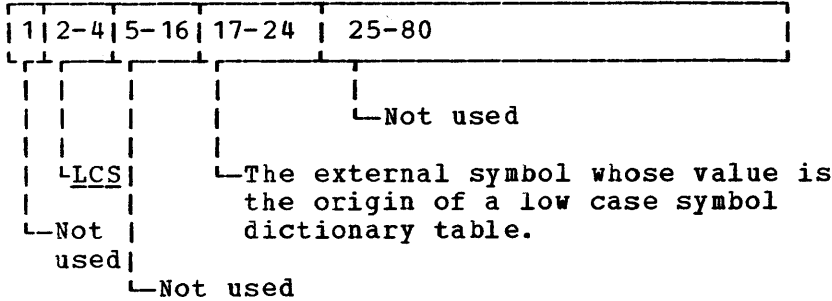 1 2-4 5-16 17-24 25-80
Not used
LCS The external symbol whose value is
the origin of a low case symbol
Not dictionary table.
used
Not used